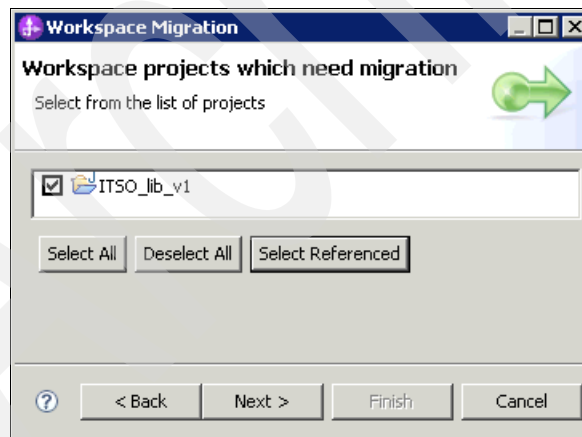 Workspace Migration
Workspace projects which need migration
Select from the list of projects
ITSO_lib_v1
Select All Deselect All Select Referenced
? < Back Next > Finish Cancel